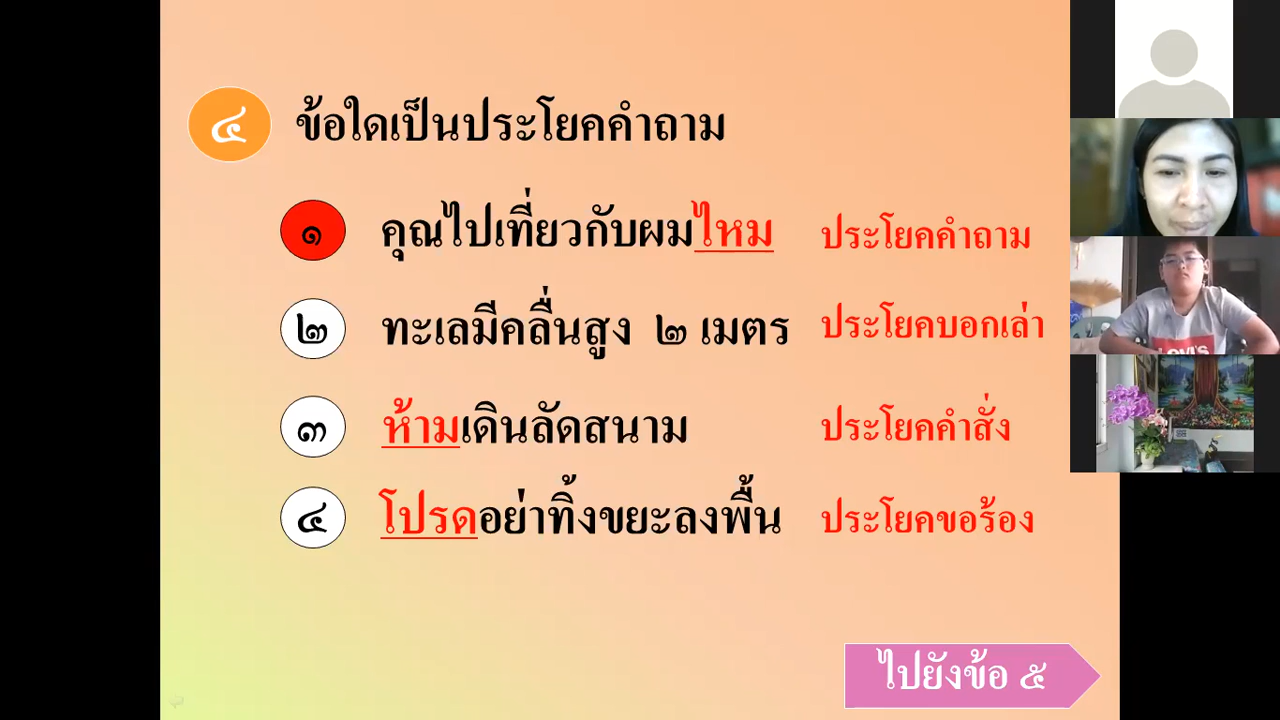 ๔ ข้อใดเป็นประโยคคำถาม
๑ คุณไปเที่ยวกับผมไหม ประโยคคำถาม
๒ ทะเลมีคลื่นสูง ๒ เมตร ประโยคบอกเล่า
๓ ห้ามเดินลัดสนาม ประโยคคำสั่ง
๔ โปรดอย่าทิ้งขยะลงพื้น ประโยคขอร้อง
ไปยังข้อ ๕
LEVI'S